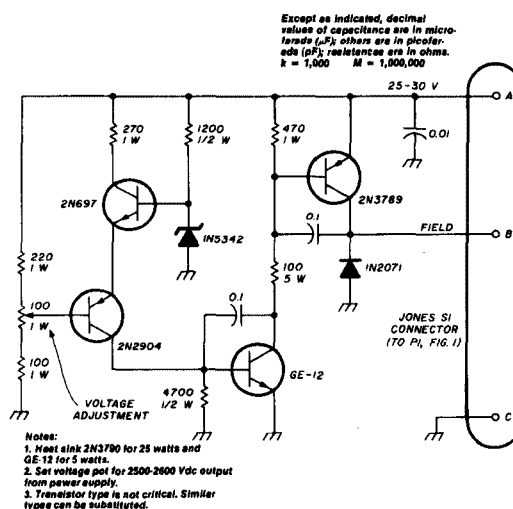 Except as indicated, decimal
values of capacitance are in micro-
farads (μF); others are in picofar-
ads (pF); resistances are in ohms.
k = 1,000 M = 1,000,000
25-30 V
A
270
1 W
1200
1/2 W
470
1 W
0.01
2N697
2N3789
0.1
FIELD
B
1N5342
1N2071
220
1 W
100
5 W
100
1 W
2N2904
0.1
JONES S1
CONNECTOR
(TO P1, FIG. 1)
GE-12
100
1 W
VOLTAGE
ADJUSTMENT
4700
1/2 W
C
Notes:
1. Heat sink 2N3790 for 25 watts and
GE-12 for 5 watts.
2. Set voltage pot for 2500-2600 Vdc output
from power supply.
3. Transistor type is not critical. Similar
types can be substituted.